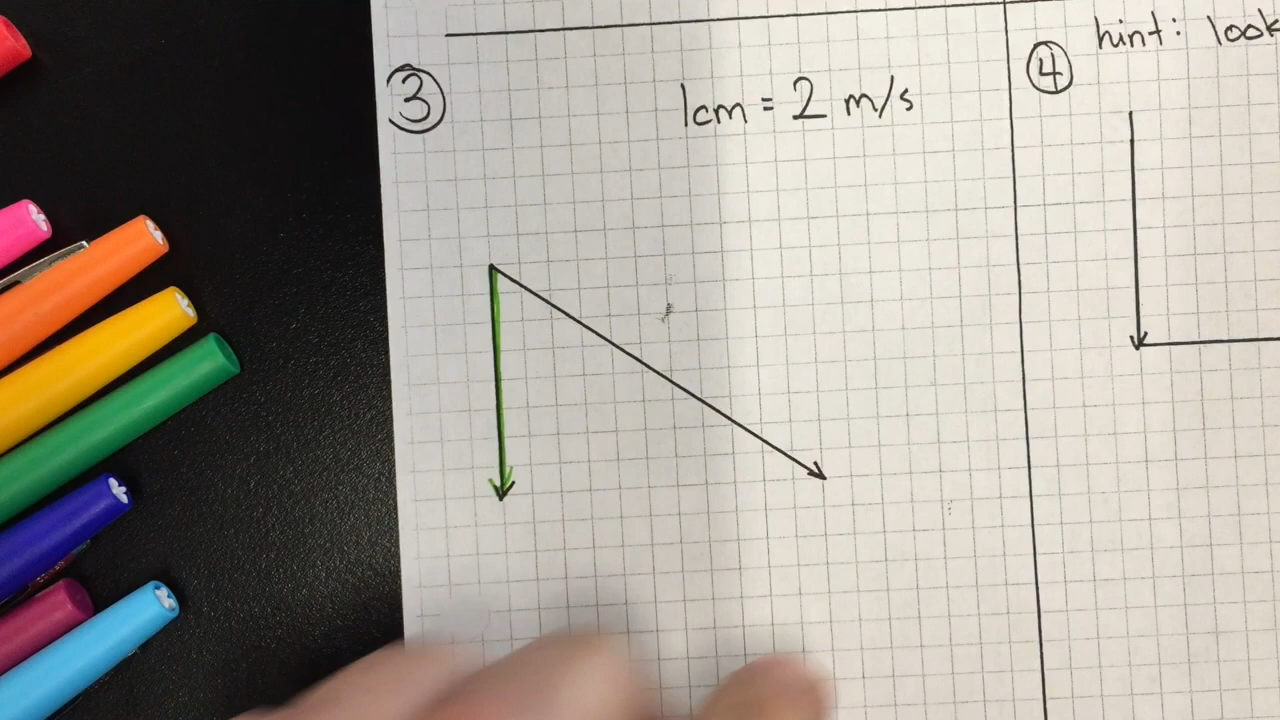 ③
1cm = 2 m/s
④
hint: look